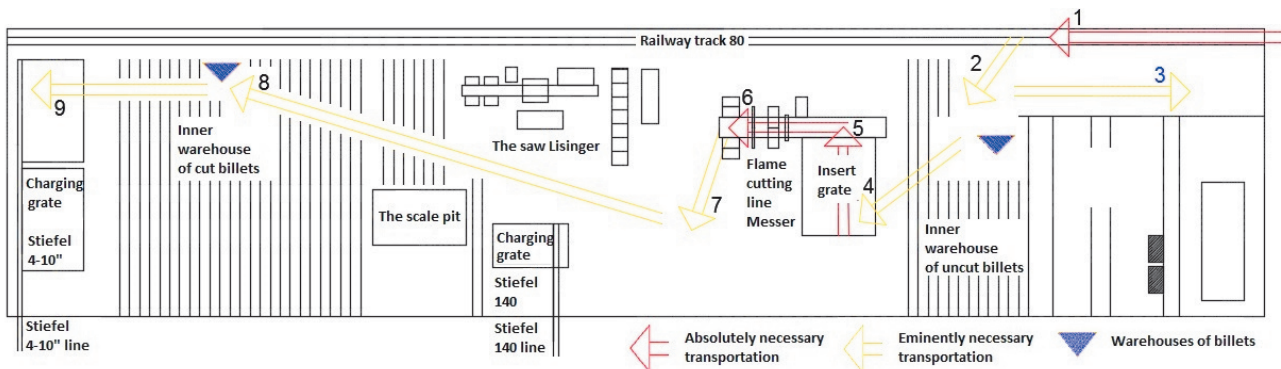 1
Railway track 80
2
3
8
9
6
5
Inner
warehouse
of cut billets
The saw Lisinger
Flame
cutting
line
Messer
Insert
grate
4
7
Charging
grate
Stiefel
4-10"
The scale pit
Charging
grate
Stiefel
140
Inner
warehouse
of uncut billets
Stiefel
4-10" line
Stiefel
140 line
Absolutely necessary
transportation
Eminently necessary
transportation
Warehouses of billets